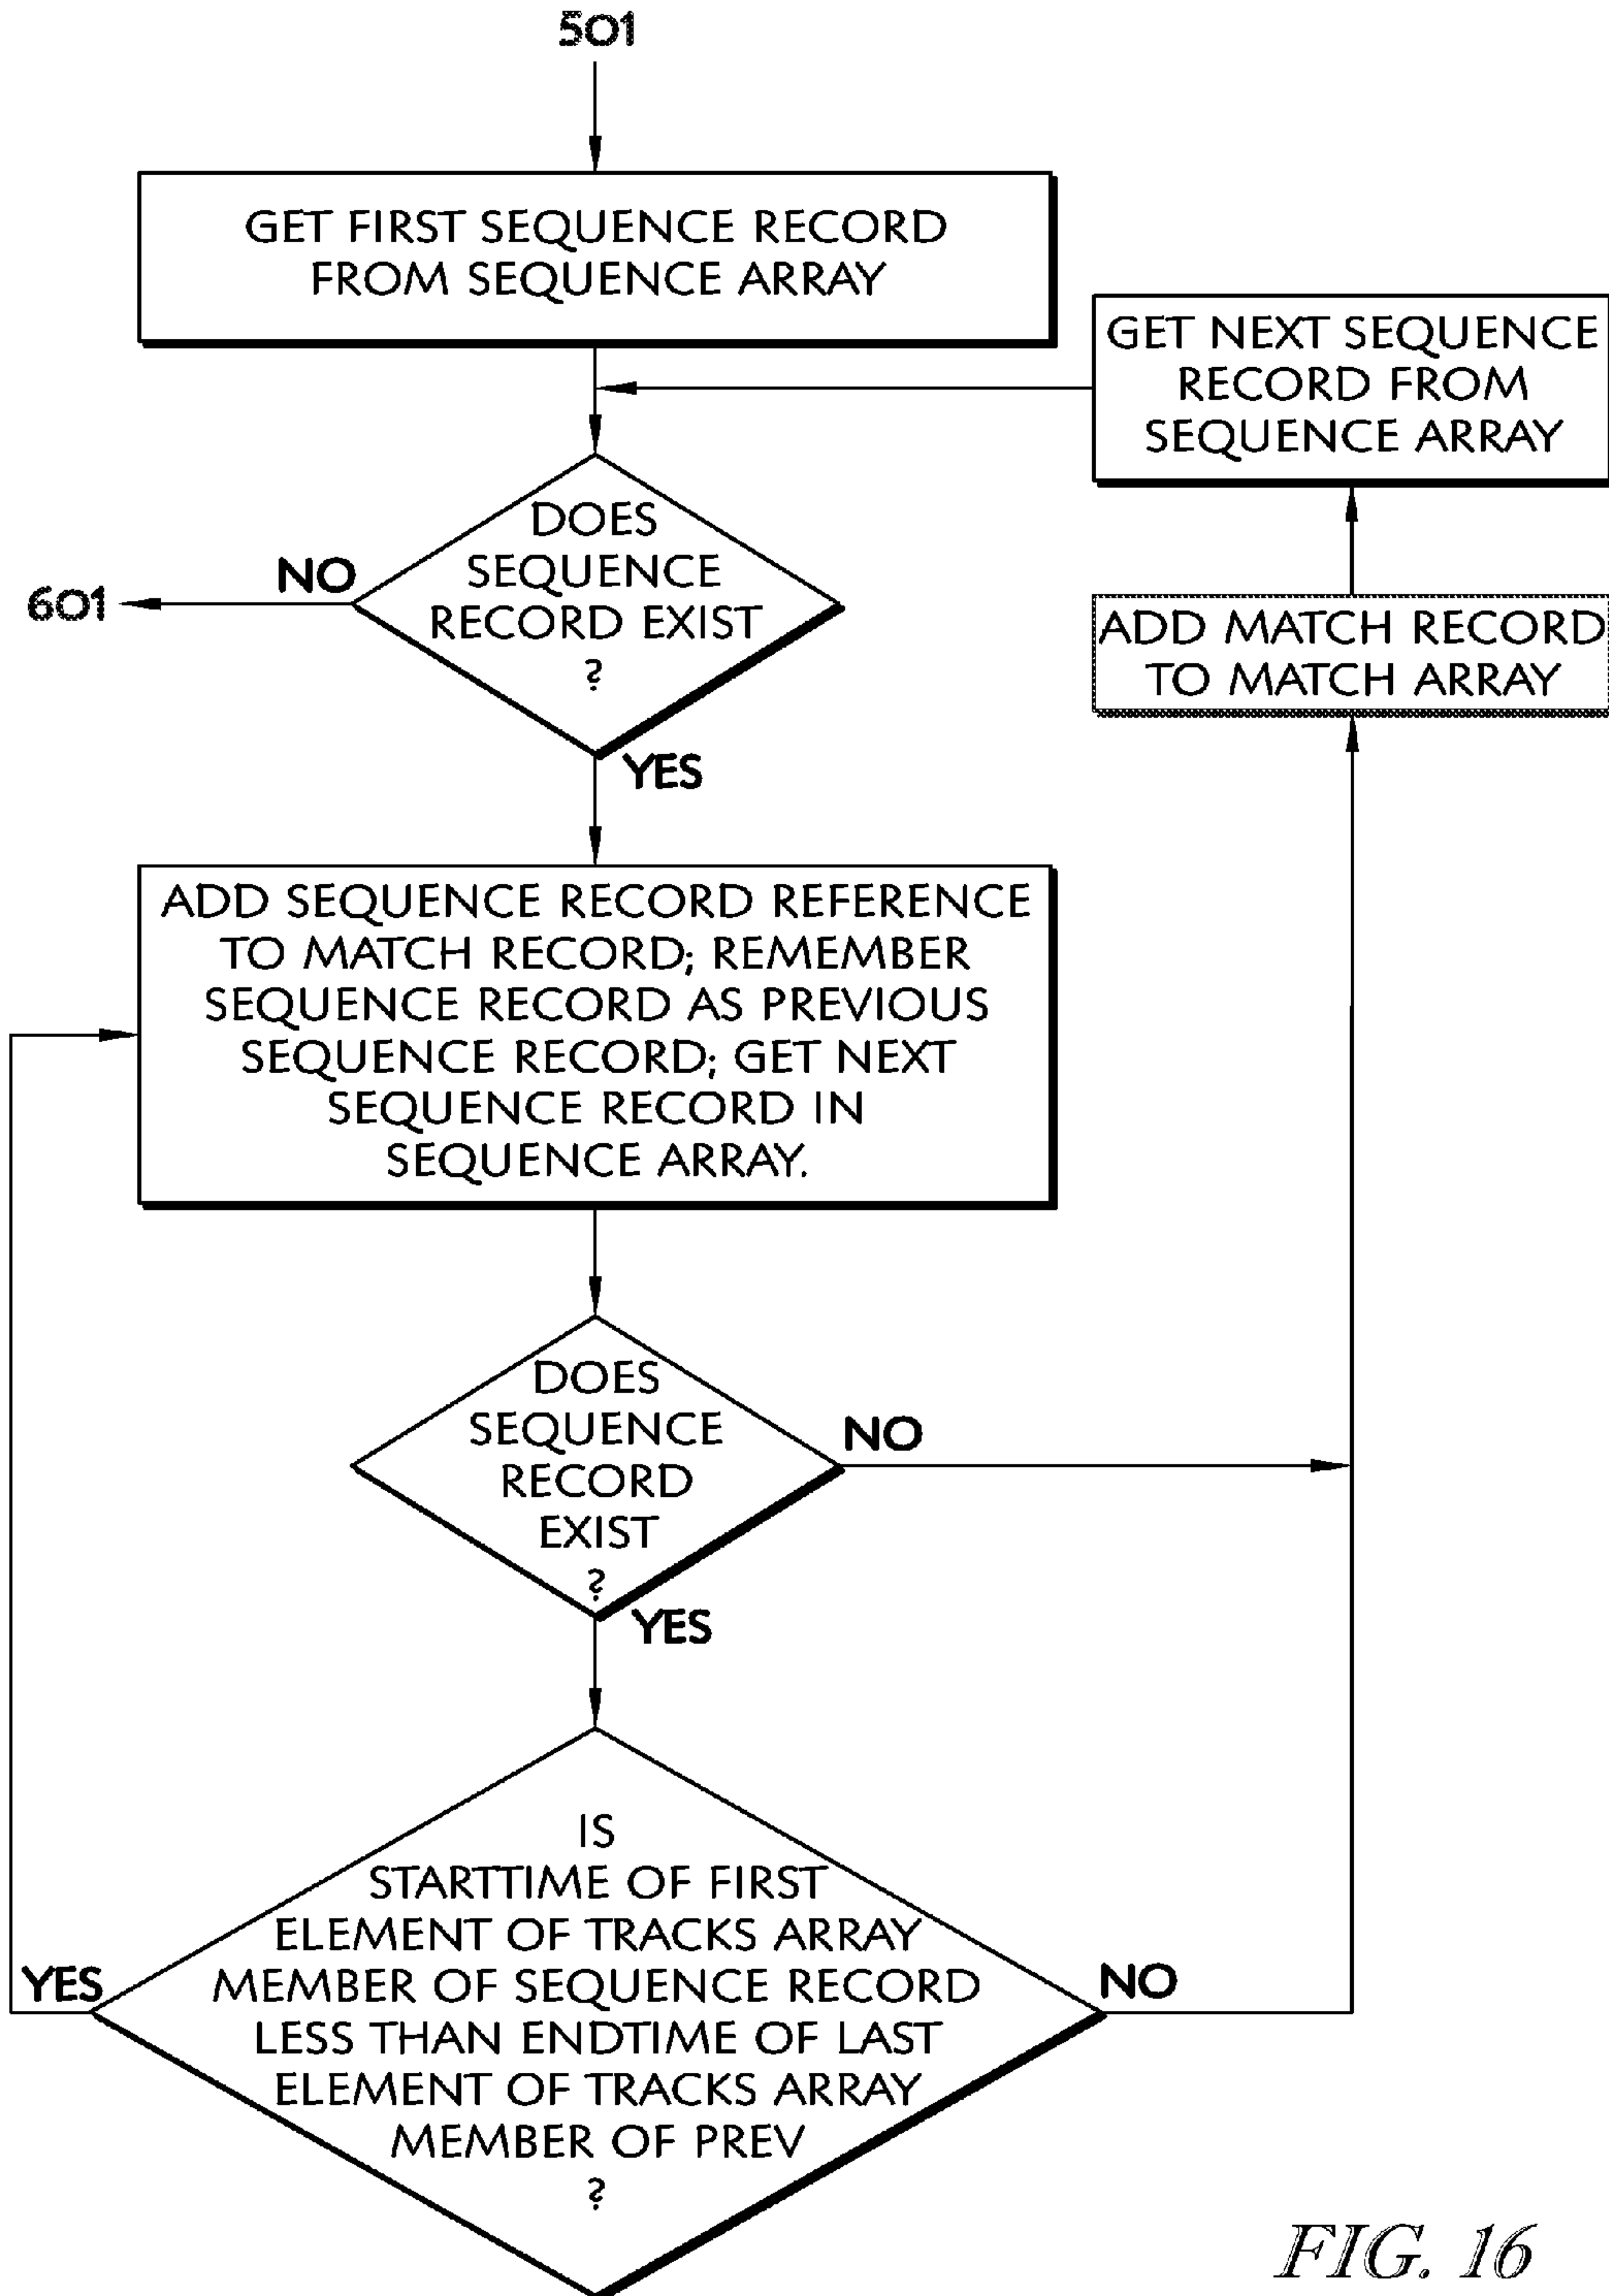 501
GET FIRST SEQUENCE RECORD
FROM SEQUENCE ARRAY
GET NEXT SEQUENCE
RECORD FROM
SEQUENCE ARRAY
DOES
SEQUENCE
RECORD EXIST
?
NO
601
YES
ADD MATCH RECORD
TO MATCH ARRAY
ADD SEQUENCE RECORD REFERENCE
TO MATCH RECORD; REMEMBER
SEQUENCE RECORD AS PREVIOUS
SEQUENCE RECORD; GET NEXT
SEQUENCE RECORD IN
SEQUENCE ARRAY.
DOES
SEQUENCE
RECORD
EXIST
?
NO
YES
IS
STARTTIME OF FIRST
ELEMENT OF TRACKS ARRAY
MEMBER OF SEQUENCE RECORD
LESS THAN ENDTIME OF LAST
ELEMENT OF TRACKS ARRAY
MEMBER OF PREV
?
YES
NO
FIG. 16